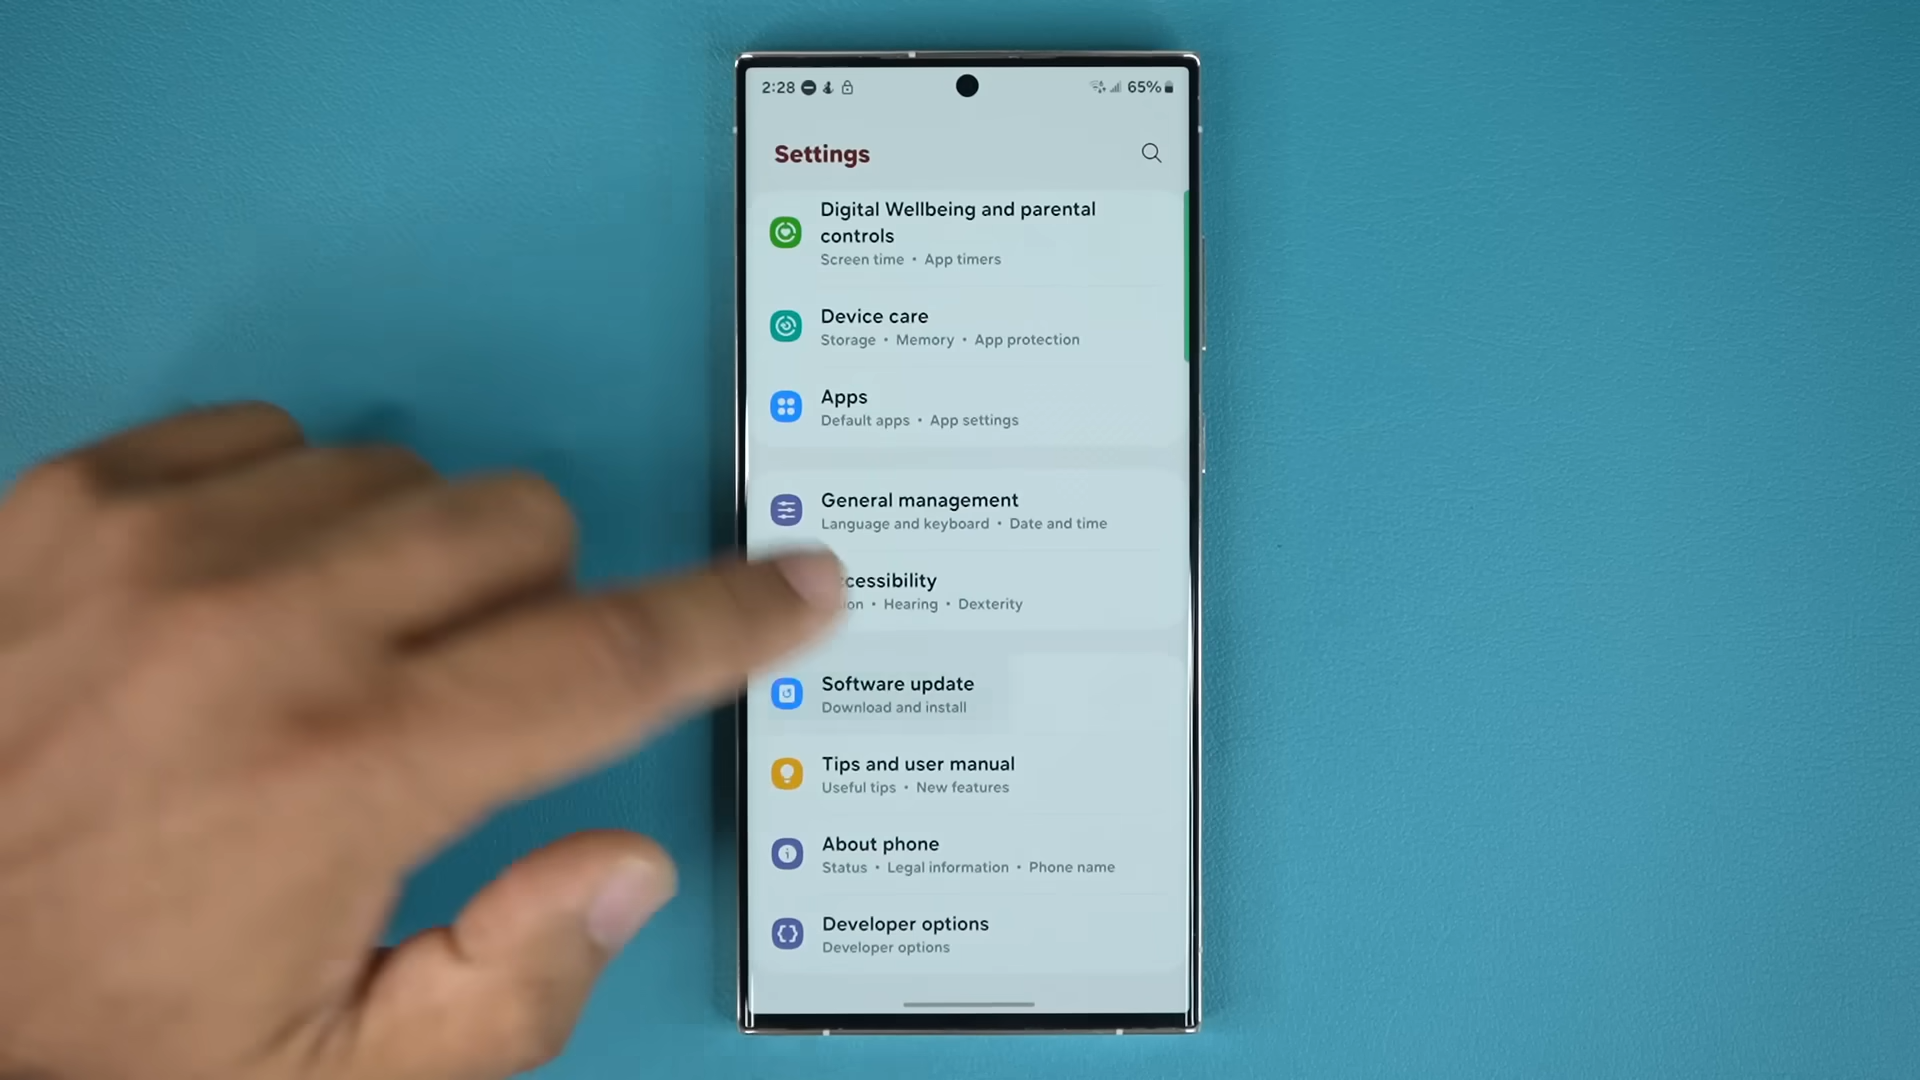 2:28
65%
Settings
Digital Wellbeing and parental
controls
Screen time • App timers
Device care
Storage • Memory • App protection
Apps
Default apps • App settings
General management
Language and keyboard • Date and time
ccessibility
ion • Hearing • Dexterity
Software update
Download and install
Tips and user manual
Useful tips • New features
About phone
Status • Legal information • Phone name
Developer options
Developer options